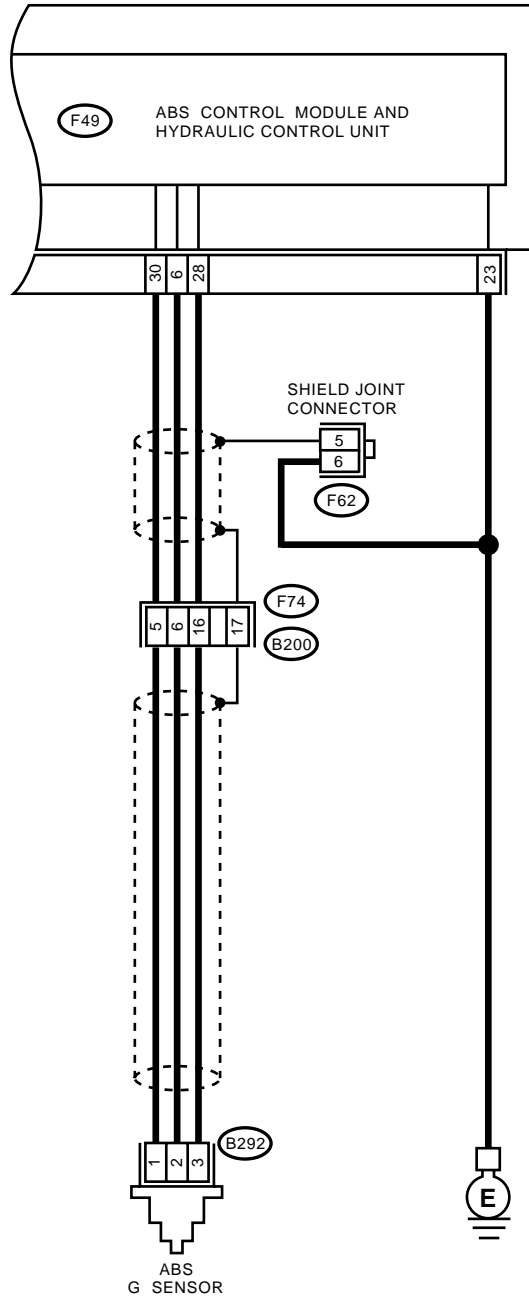 F49
ABS CONTROL MODULE AND
HYDRAULIC CONTROL UNIT
30 6 28 23
SHIELD JOINT
CONNECTOR
5
6
F62
F74
5 6 16 17
B200
B292
1 2 3
E
ABS
G SENSOR